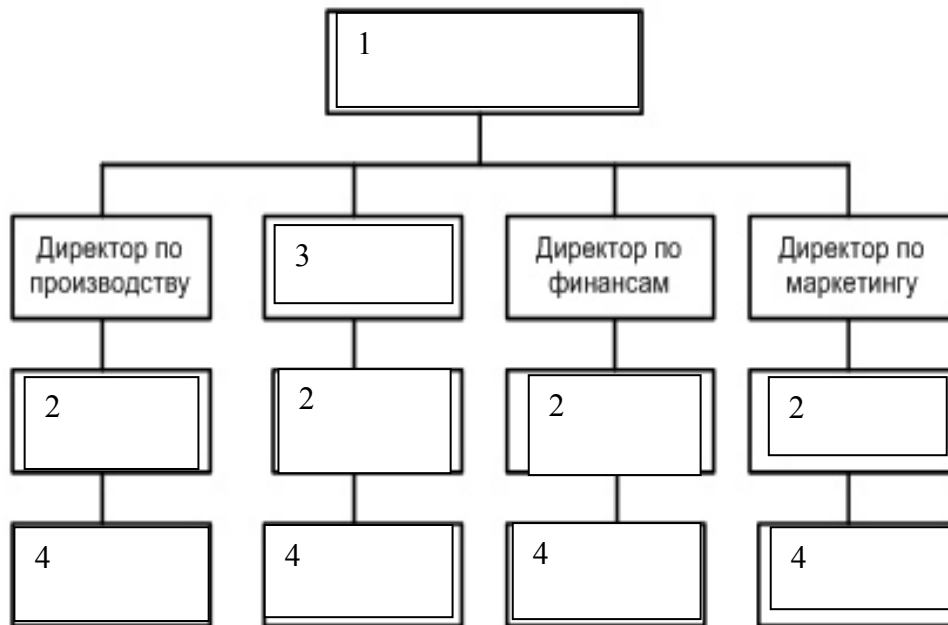 1
Директор по
производству
3
Директор по
финансам
Директор по
маркетингу
2
2
2
2
4
4
4
4